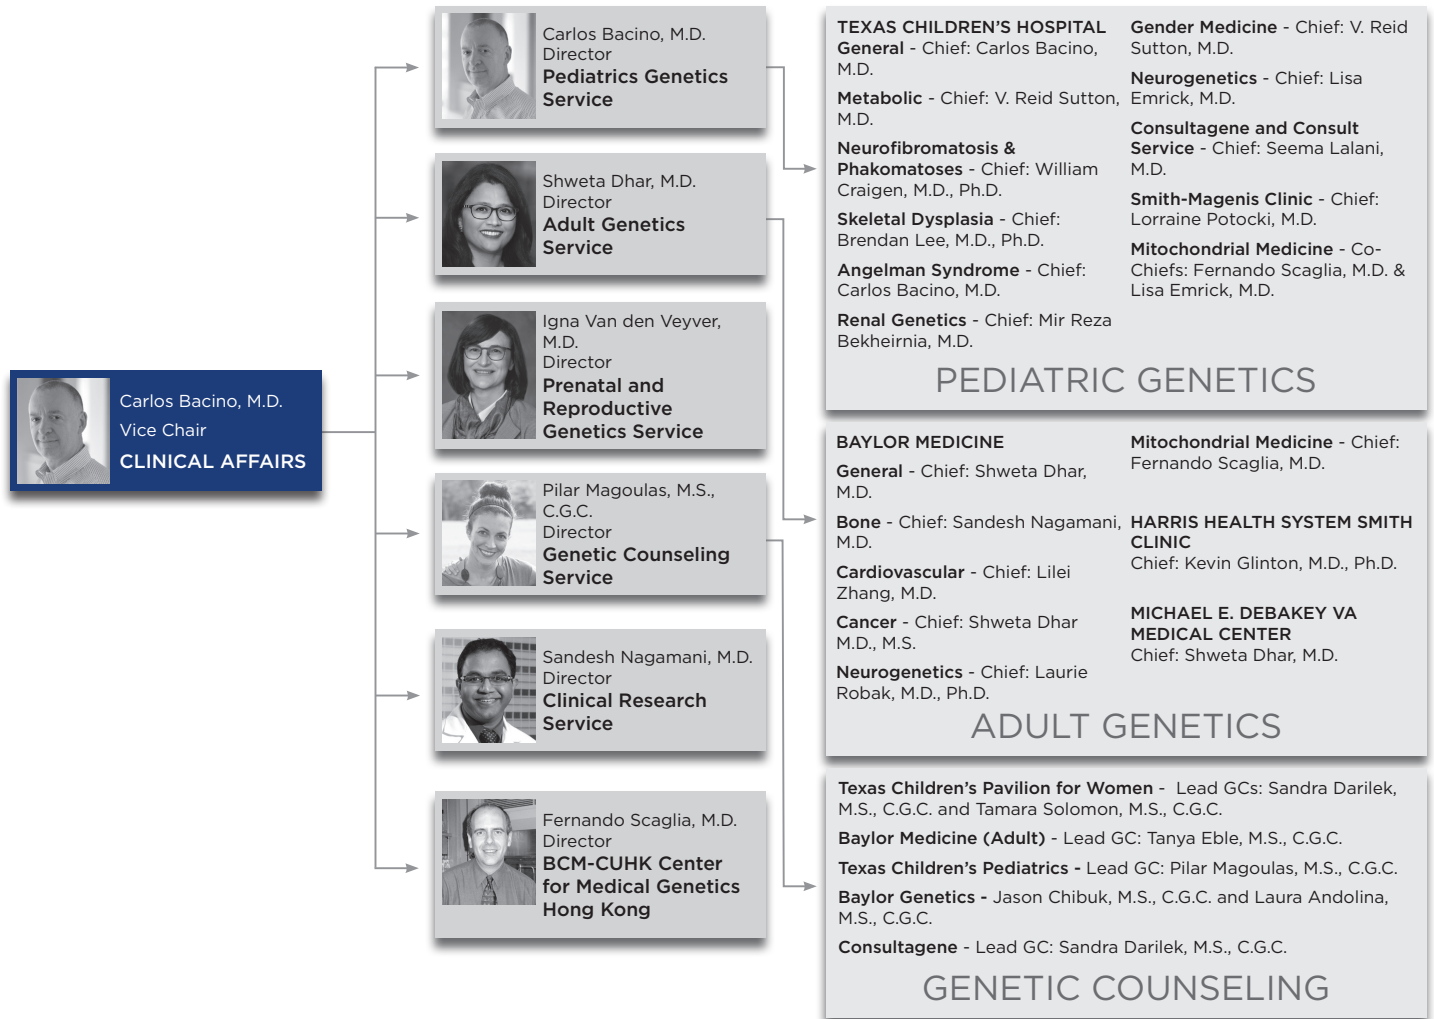 Carlos Bacino, M.D.
Vice Chair
CLINICAL AFFAIRS
Carlos Bacino, M.D.
Director
Pediatrics Genetics
Service
Shweta Dhar, M.D.
Director
Adult Genetics
Service
Igna Van den Veyver,
M.D.
Director
Prenatal and
Reproductive
Genetics Service
Pilar Magoulas, M.S.,
C.G.C.
Director
Genetic Counseling
Service
Sandesh Nagamani, M.D.
Director
Clinical Research
Service
Fernando Scaglia, M.D.
Director
BCM-CUHK Center
for Medical Genetics
Hong Kong
TEXAS CHILDREN'S HOSPITAL
General - Chief: Carlos Bacino,
M.D.
Metabolic - Chief: V. Reid Sutton,
M.D.
Neurofibromatosis &
Phakomatoses - Chief: William
Craigen, M.D., Ph.D.
Skeletal Dysplasia - Chief:
Brendan Lee, M.D., Ph.D.
Angelman Syndrome - Chief:
Carlos Bacino, M.D.
Renal Genetics - Chief: Mir Reza
Bekheirnia, M.D.
Gender Medicine - Chief: V. Reid
Sutton, M.D.
Neurogenetics - Chief: Lisa
Emrick, M.D.
Consultagene and Consult
Service - Chief: Seema Lalani,
M.D.
Smith-Magenis Clinic - Chief:
Lorraine Potocki, M.D.
Mitochondrial Medicine - Co-
Chiefs: Fernando Scaglia, M.D. &
Lisa Emrick, M.D.
PEDIATRIC GENETICS
BAYLOR MEDICINE
General - Chief: Shweta Dhar,
M.D.
Bone - Chief: Sandesh Nagamani,
M.D.
Cardiovascular - Chief: Lilei
Zhang, M.D.
Cancer - Chief: Shweta Dhar
M.D., M.S.
Neurogenetics - Chief: Laurie
Robak, M.D., Ph.D.
Mitochondrial Medicine - Chief:
Fernando Scaglia, M.D.
HARRIS HEALTH SYSTEM SMITH
CLINIC
Chief: Kevin Glinton, M.D., Ph.D.
MICHAEL E. DEBAKEY VA
MEDICAL CENTER
Chief: Shweta Dhar, M.D.
ADULT GENETICS
Texas Children's Pavilion for Women - Lead GCs: Sandra Darilek,
M.S., C.G.C. and Tamara Solomon, M.S., C.G.C.
Baylor Medicine (Adult) - Lead GC: Tanya Eble, M.S., C.G.C.
Texas Children's Pediatrics - Lead GC: Pilar Magoulas, M.S., C.G.C.
Baylor Genetics - Jason Chibuk, M.S., C.G.C. and Laura Andolina,
M.S., C.G.C.
Consultagene - Lead GC: Sandra Darilek, M.S., C.G.C.
GENETIC COUNSELING